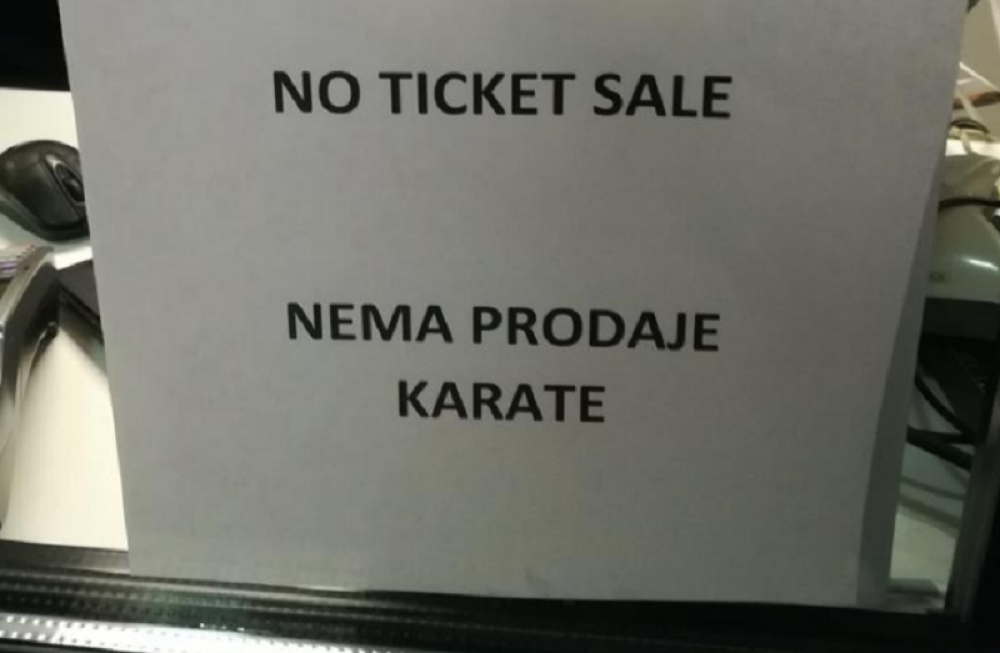 NO TICKET SALE
NEMA PRODAJE
KARATE